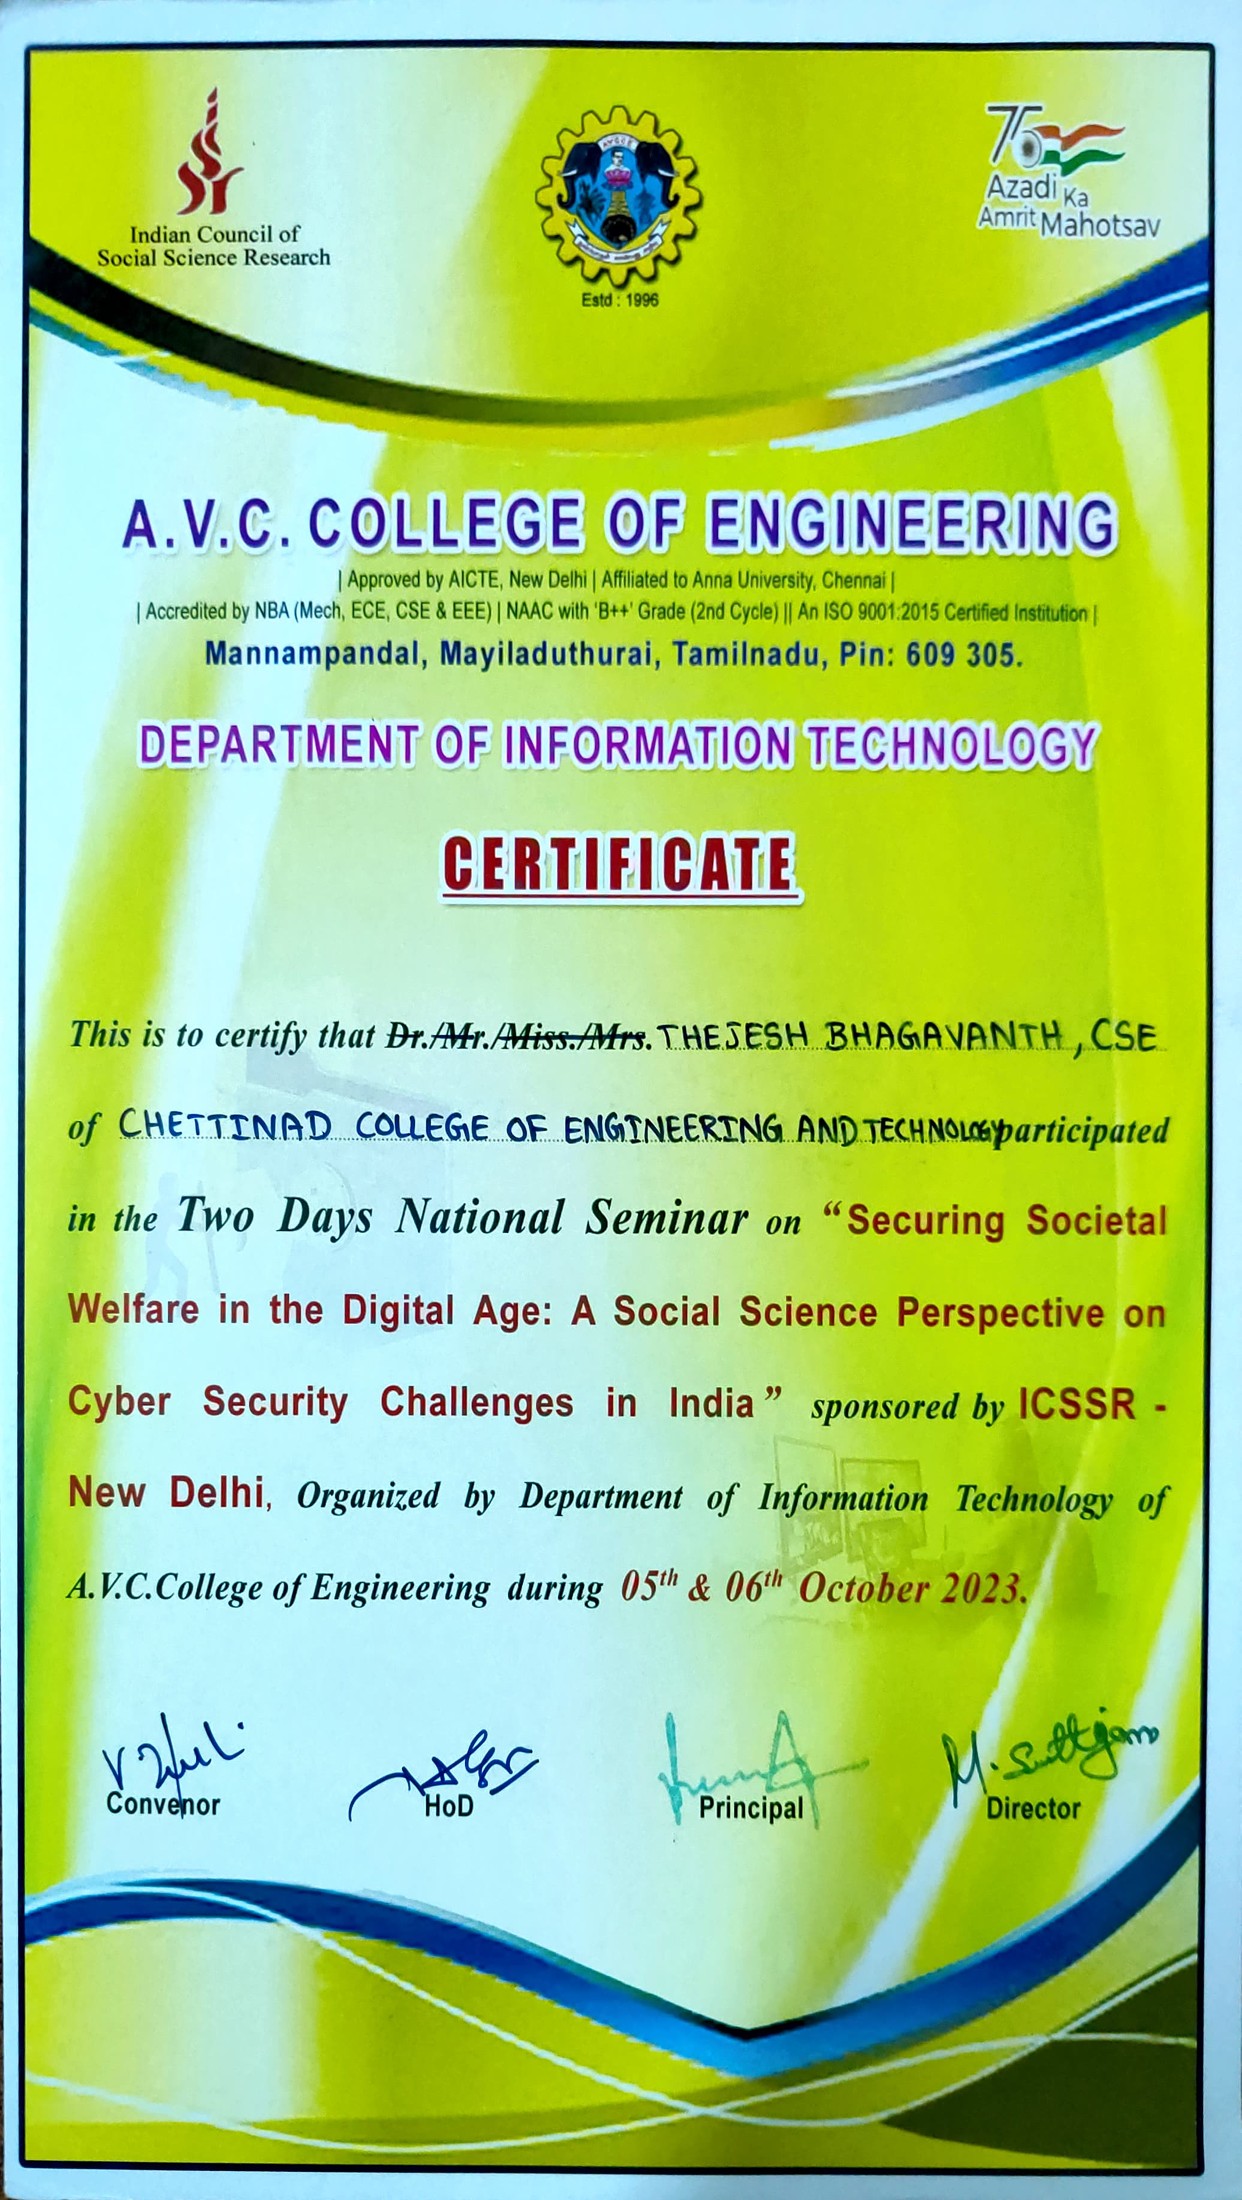 Indian Council of
Social Science Research
Estd : 1996
75
Azadi Ka
Amrit Mahotsav
A.V.C. COLLEGE OF ENGINEERING
| Approved by AICTE, New Delhi | Affiliated to Anna University, Chennai |
| Accredited by NBA (Mech, ECE, CSE & EEE) | NAAC with 'B++' Grade (2nd Cycle) || An ISO 9001:2015 Certified Institution |
Mannampandal, Mayiladuthurai, Tamilnadu, Pin: 609 305.
DEPARTMENT OF INFORMATION TECHNOLOGY
CERTIFICATE
This is to certify that Dr./Mr./Miss./Mrs. THEJESH BHAGAVANTH, CSE
of CHETTINAD COLLEGE OF ENGINEERING AND TECHNOLOGY participated
in the Two Days National Seminar on “Securing Societal
Welfare in the Digital Age: A Social Science Perspective on
Cyber Security Challenges in India” sponsored by ICSSR -
New Delhi, Organized by Department of Information Technology of
A.V.C.College of Engineering during 05th & 06th October 2023.
Convenor
HoD
Principal
Director